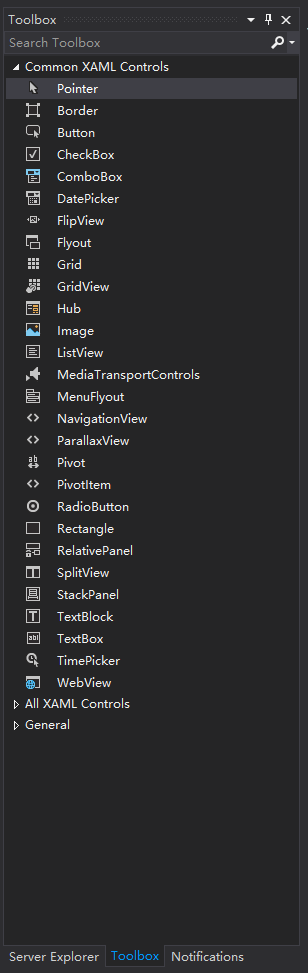 Toolbox
Search Toolbox
Common XAML Controls
Pointer
Border
Button
CheckBox
ComboBox
DatePicker
FlipView
Flyout
Grid
GridView
Hub
Image
ListView
MediaTransportControls
MenuFlyout
NavigationView
ParallaxView
Pivot
PivotItem
RadioButton
Rectangle
RelativePanel
SplitView
StackPanel
TextBlock
TextBox
TimePicker
WebView
All XAML Controls
General
Server Explorer Toolbox Notifications